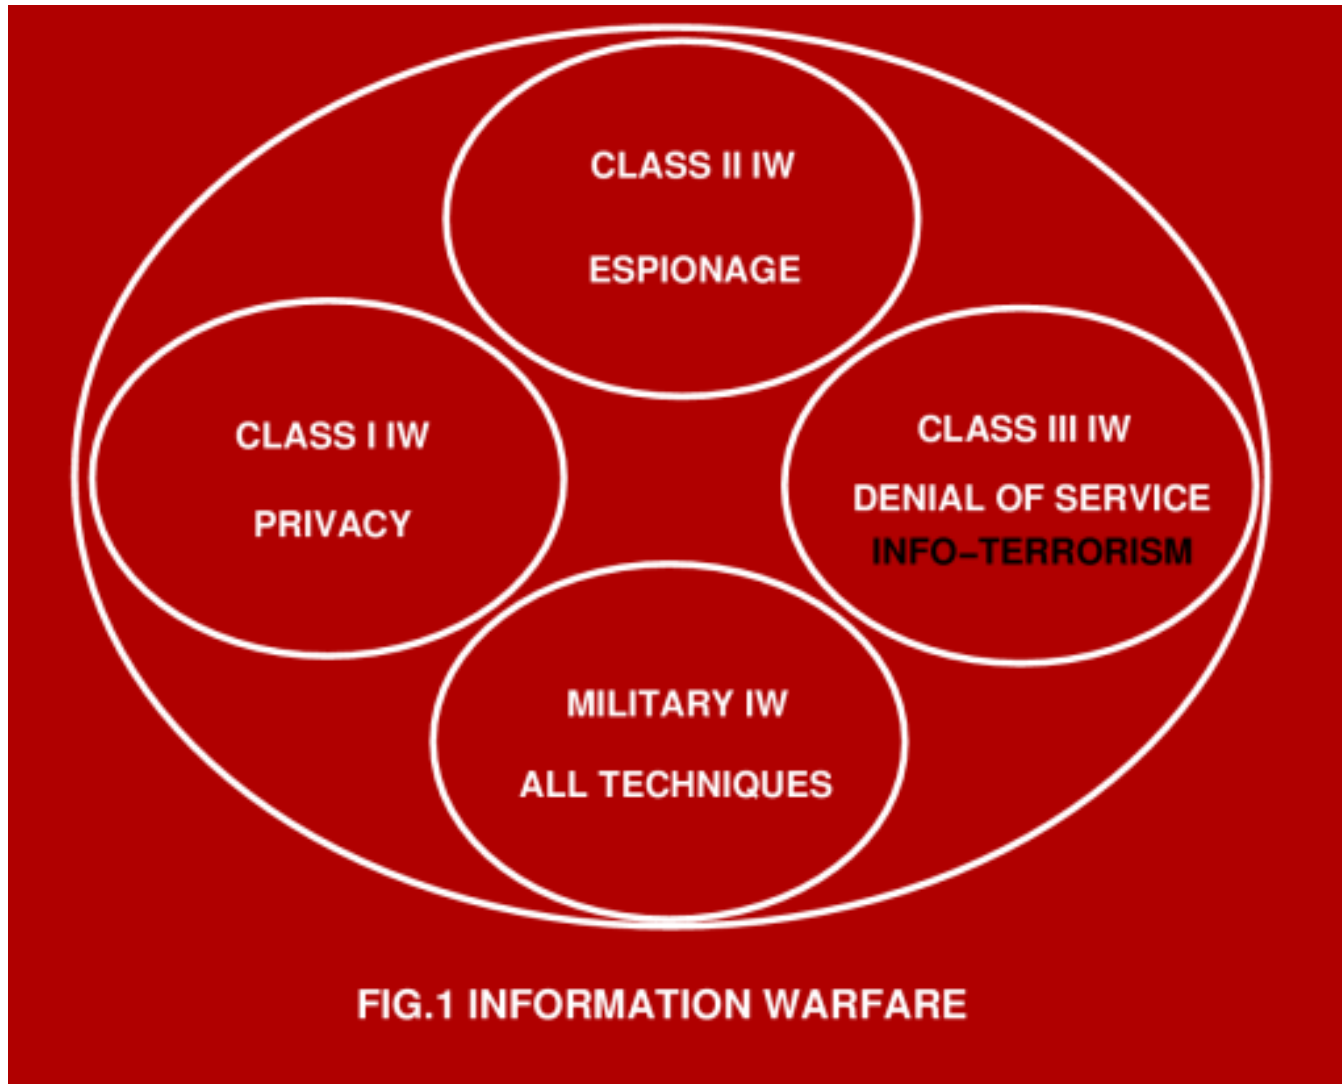 CLASS II IW
ESPIONAGE
CLASS I IW
PRIVACY
CLASS III IW
DENIAL OF SERVICE
INFO–TERRORISM
MILITARY IW
ALL TECHNIQUES
FIG.1 INFORMATION WARFARE